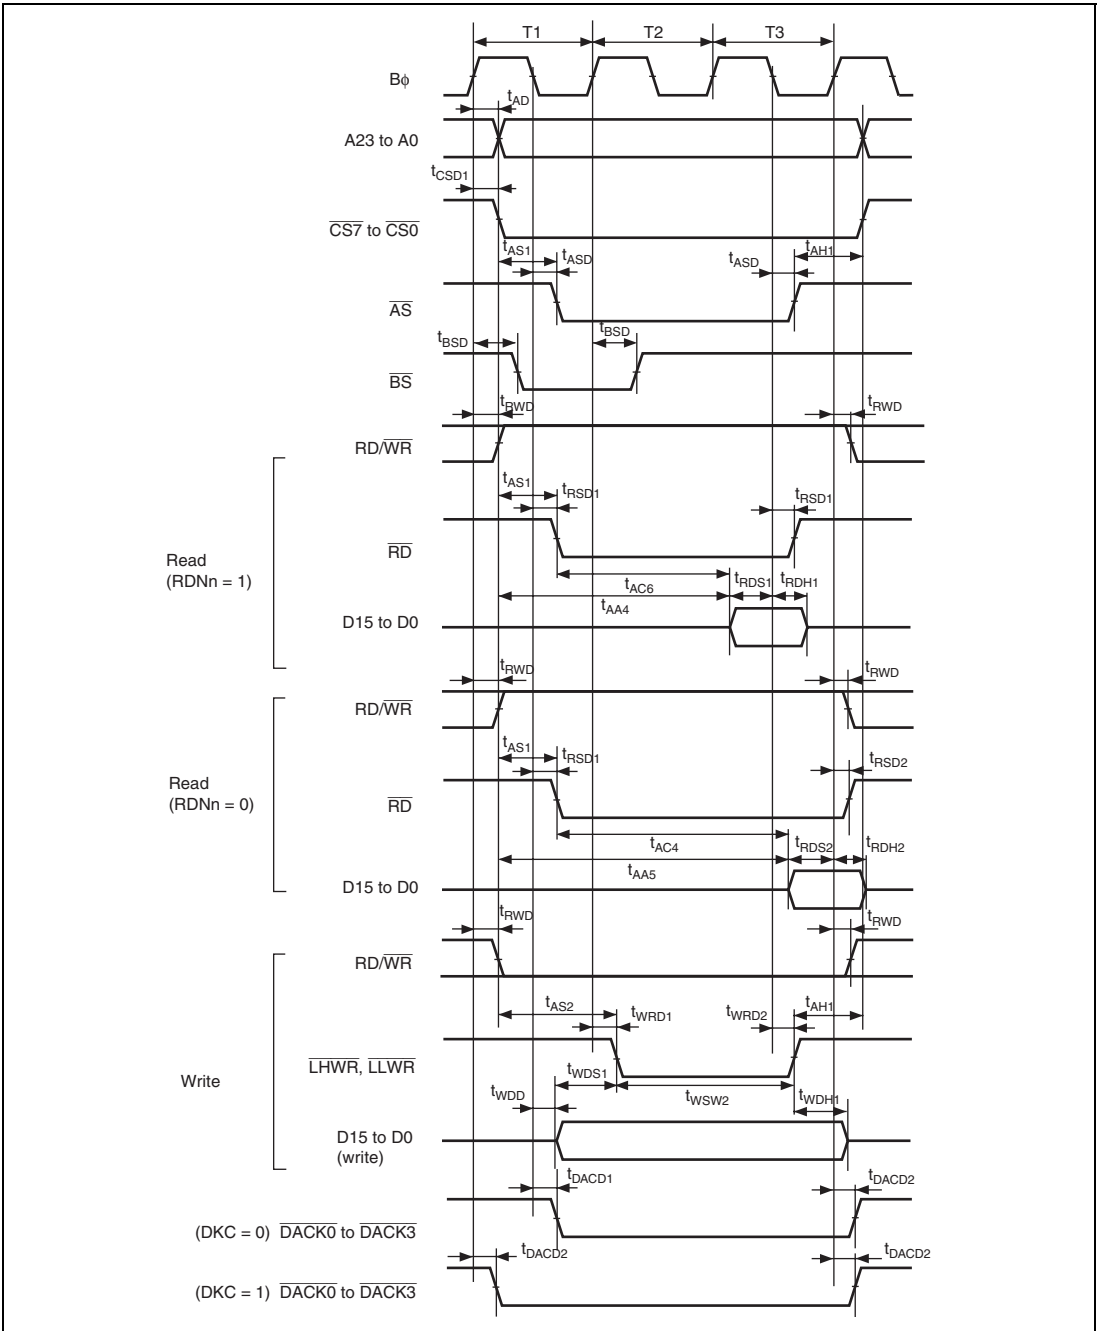 T1 T2 T3
Bϕ
tAD
A23 to A0
tCSD1
CS7 to CS0
tAS1 tASD tASD tAH1
AS
tBSD tBSD
BS
tRWD tRWD
RD/WR
tAS1 tRSD1 tRSD1
RD
Read
(RDNn = 1)
tAC6 tRDS1 tRDH1
tAA4
D15 to D0
tRWD tRWD
RD/WR
tAS1 tRSD1 tRSD2
Read
(RDNn = 0)
RD
tAC4 tRDS2 tRDH2
tAA5
D15 to D0
tRWD tRWD
RD/WR
tAS2 tWRD1 tWRD2 tAH1
LHWR, LLWR
Write
tWDD tWDS1 tWSW2 tWDH1
D15 to D0
(write)
tDACD1 tDACD2
(DKC = 0) DACK0 to DACK3
tDACD2 tDACD2
(DKC = 1) DACK0 to DACK3